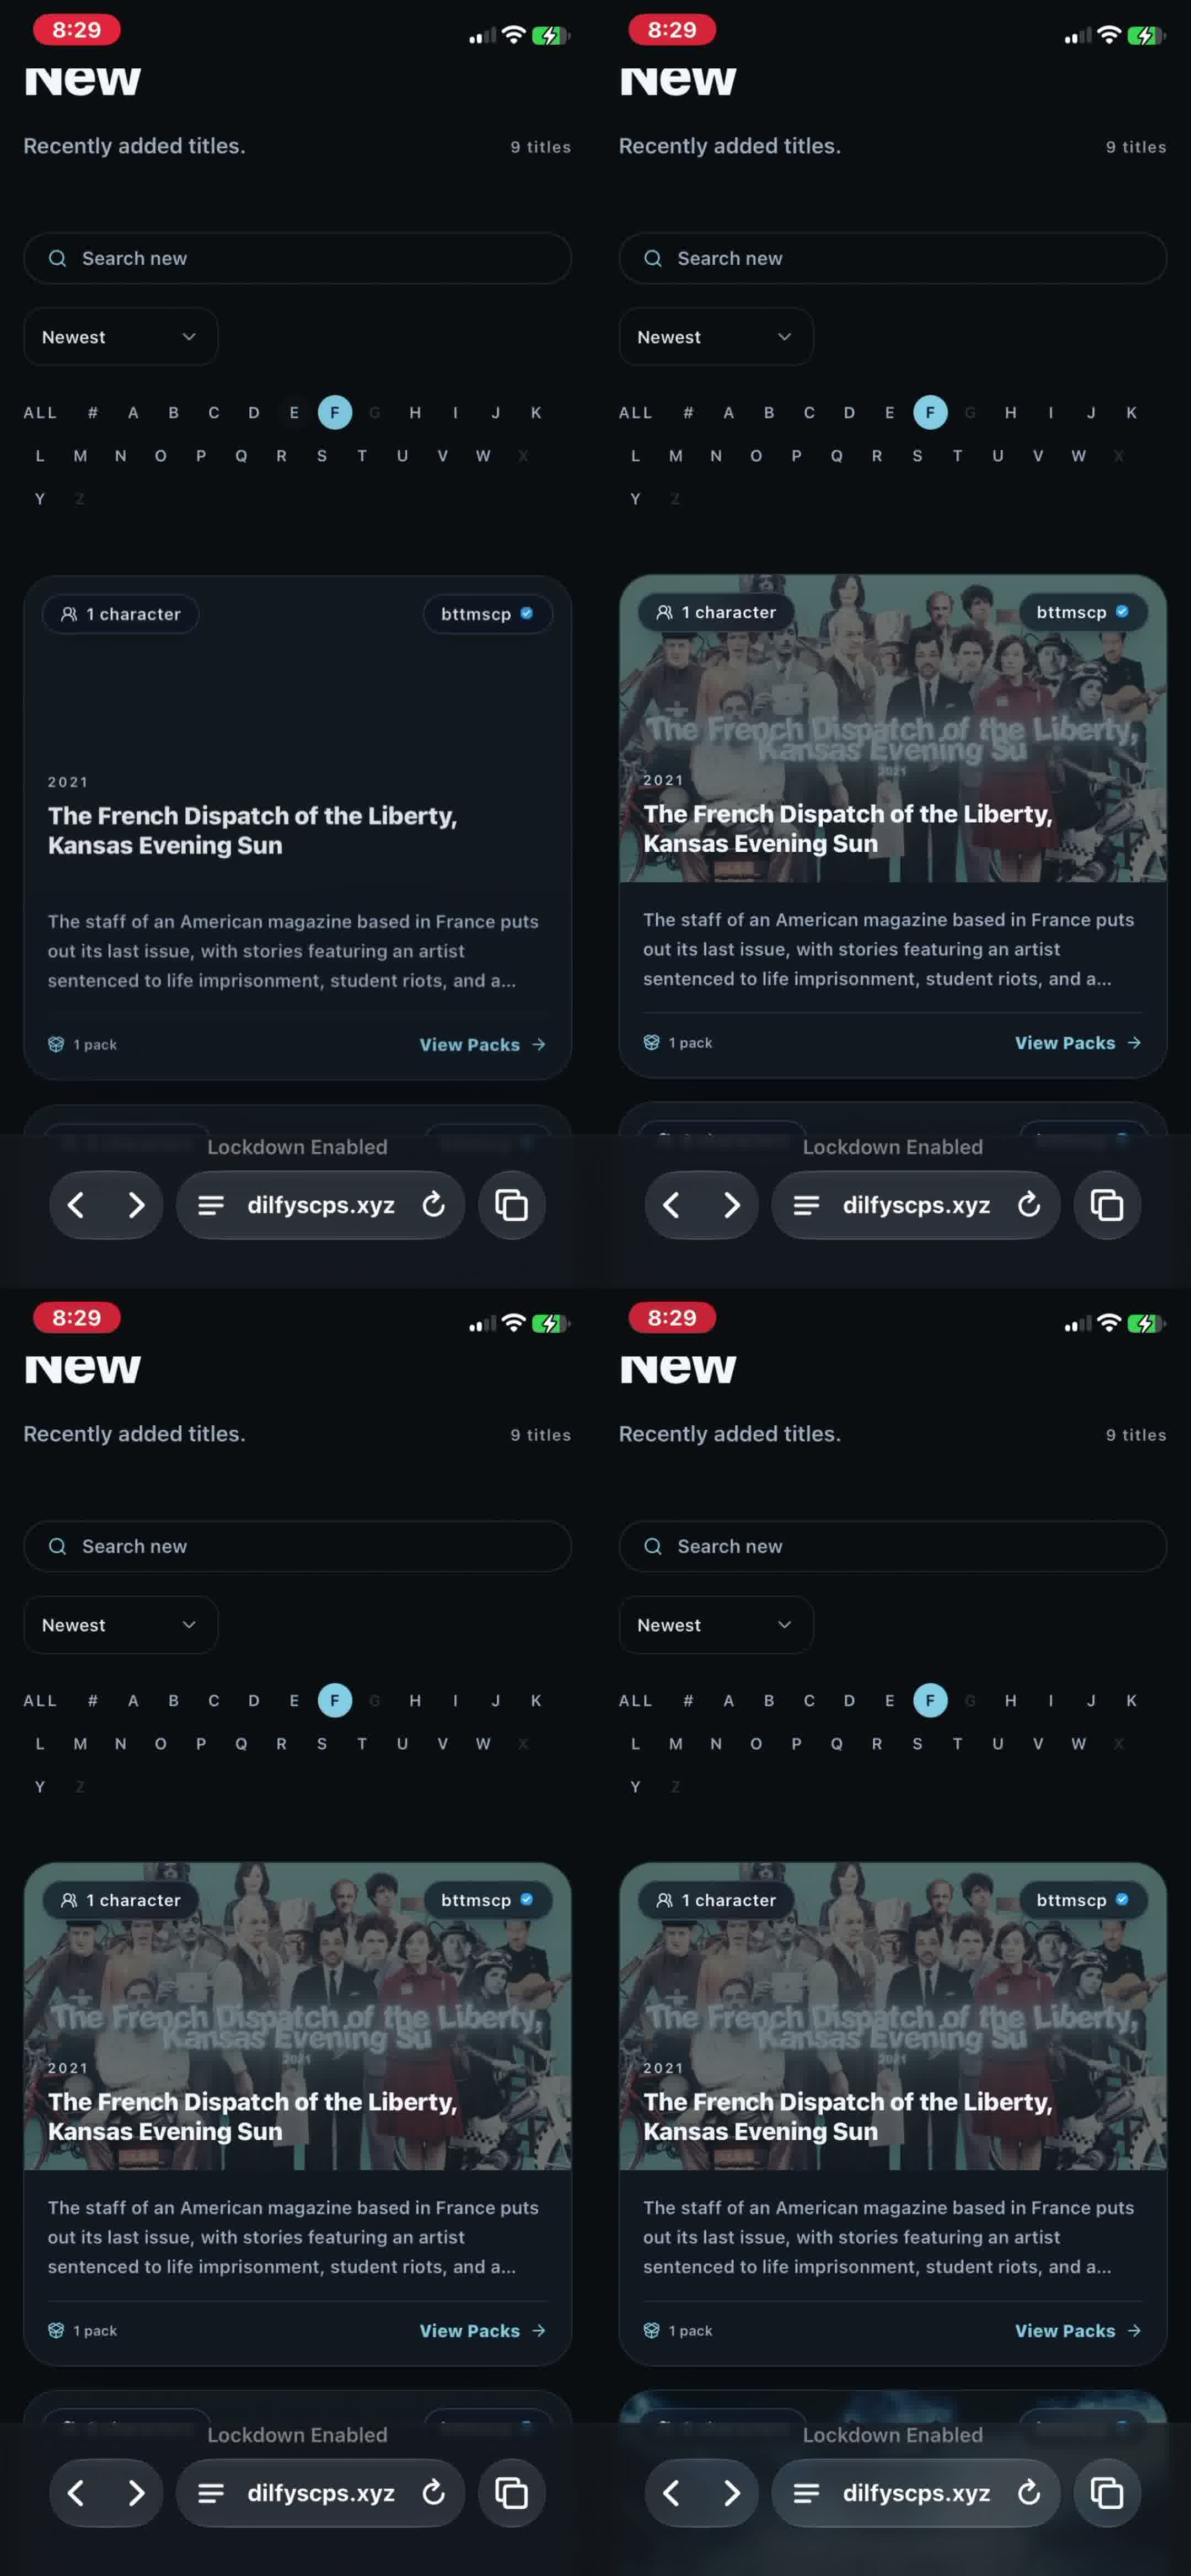 8:29
New
Recently added titles.
9 titles
Search new
Newest
ALL # A B C D E F G H I J K
L M N O P Q R S T U V W X
Y Z
1 character
bttmscp
2021
The French Dispatch of the Liberty,
Kansas Evening Sun
The staff of an American magazine based in France puts
out its last issue, with stories featuring an artist
sentenced to life imprisonment, student riots, and a...
1 pack
View Packs
Lockdown Enabled
dilfyscps.xyz
8:29
New
Recently added titles.
9 titles
Search new
Newest
ALL # A B C D E F G H I J K
L M N O P Q R S T U V W X
Y Z
1 character
bttmscp
The French Dispatch of the Liberty,
Kansas Evening Su
2021
2021
The French Dispatch of the Liberty,
Kansas Evening Sun
The staff of an American magazine based in France puts
out its last issue, with stories featuring an artist
sentenced to life imprisonment, student riots, and a...
1 pack
View Packs
Lockdown Enabled
dilfyscps.xyz
8:29
New
Recently added titles.
9 titles
Search new
Newest
ALL # A B C D E F G H I J K
L M N O P Q R S T U V W X
Y Z
1 character
bttmscp
The French Dispatch of the Liberty,
Kansas Evening Su
2021
2021
The French Dispatch of the Liberty,
Kansas Evening Sun
The staff of an American magazine based in France puts
out its last issue, with stories featuring an artist
sentenced to life imprisonment, student riots, and a...
1 pack
View Packs
Lockdown Enabled
dilfyscps.xyz
8:29
New
Recently added titles.
9 titles
Search new
Newest
ALL # A B C D E F G H I J K
L M N O P Q R S T U V W X
Y Z
1 character
bttmscp
The French Dispatch of the Liberty,
Kansas Evening Su
2021
2021
The French Dispatch of the Liberty,
Kansas Evening Sun
The staff of an American magazine based in France puts
out its last issue, with stories featuring an artist
sentenced to life imprisonment, student riots, and a...
1 pack
View Packs
Lockdown Enabled
dilfyscps.xyz